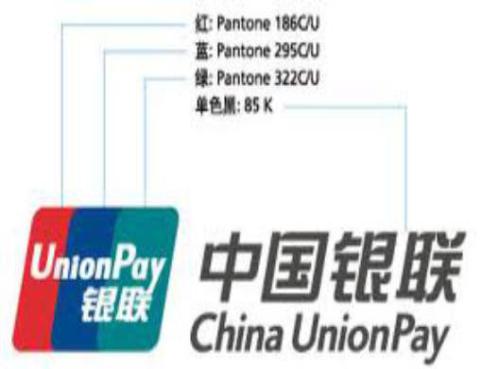 红: Pantone 186C/U
蓝: Pantone 295C/U
绿: Pantone 322C/U
单色黑: 85 K
UnionPay
银联
中国银联
China UnionPay